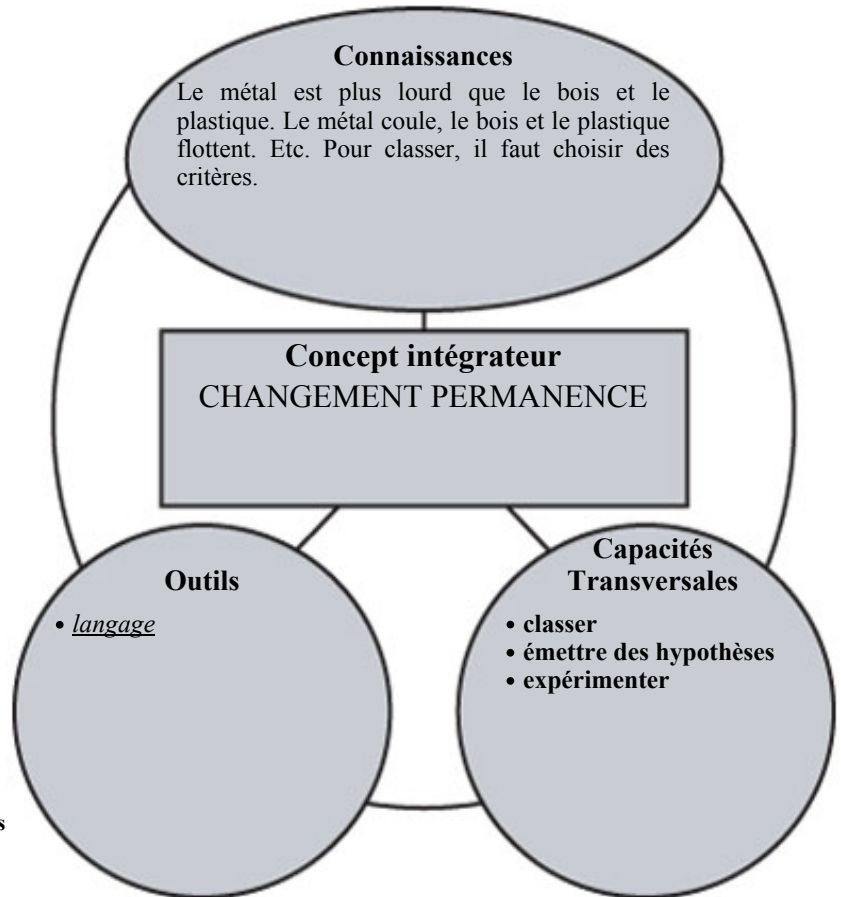 Connaissances
Le métal est plus lourd que le bois et le
plastique. Le métal coule, le bois et le plastique
flottent. Etc. Pour classer, il faut choisir des
critères.
Concept intégrateur
CHANGEMENT PERMANENCE
Outils
• langage
Capacités
Transversales
• classer
• émettre des hypothèses
• expérimenter
s